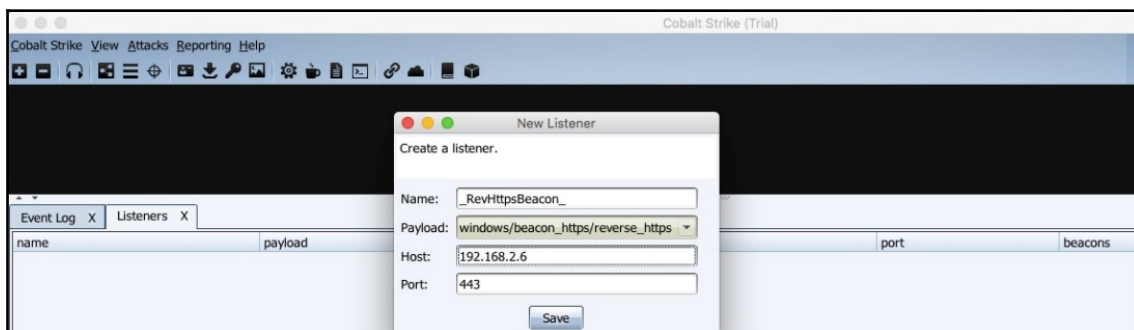 Cobalt Strike (Trial)
Cobalt Strike View Attacks Reporting Help
New Listener
Create a listener.
Name: _RevHttpsBeacon_
Payload: windows/beacon_https/reverse_https
Host: 192.168.2.6
Port: 443
Save
Event Log X Listeners X
name payload port beacons